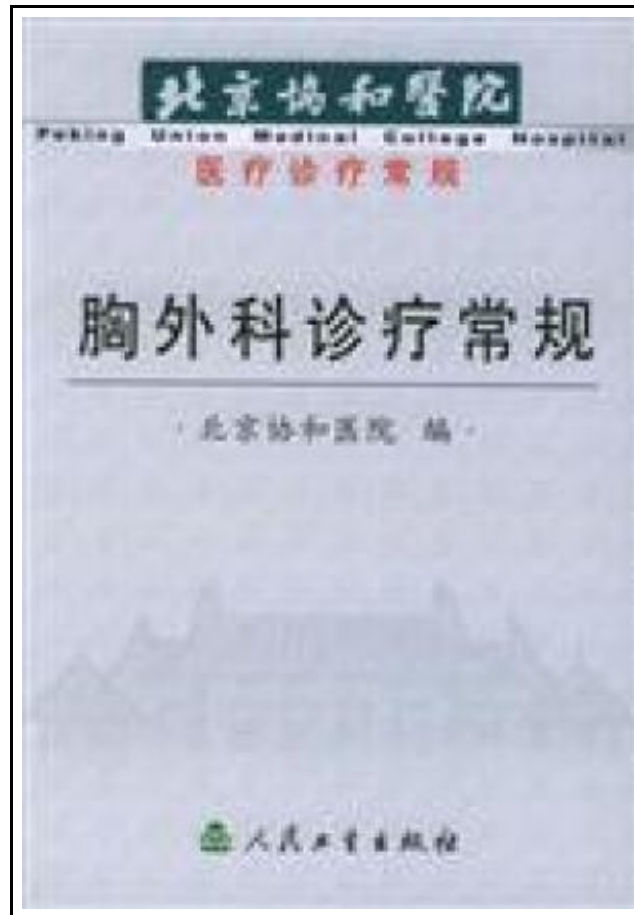 北京协和醫院
Peking Union Medical College Hospital
医疗诊疗常规
胸外科诊疗常规
·北京协和医院 编·
人民卫生出版社